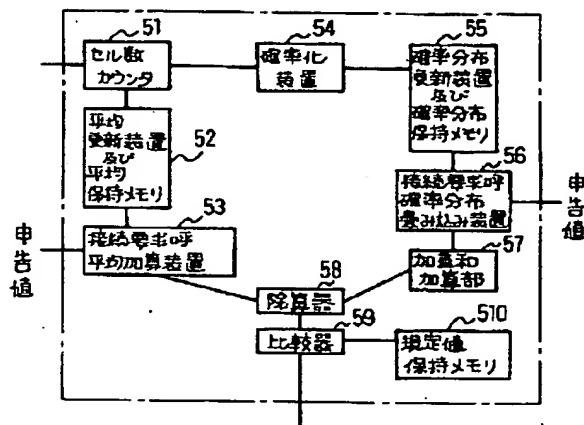 51
セル数
カウンタ
54
確率化
装置
55
確率分布
更新装置
及び
確率分布
保持メモリ
平均
更新装置
及び
平均
保持メモリ
52
56
接続要求呼
確率分布
畳み込み装置
申告値
53
接続要求呼
平均加算装置
申告値
57
加重和
加算部
58
除算器
59
比較器
510
規定値
保持メモリ